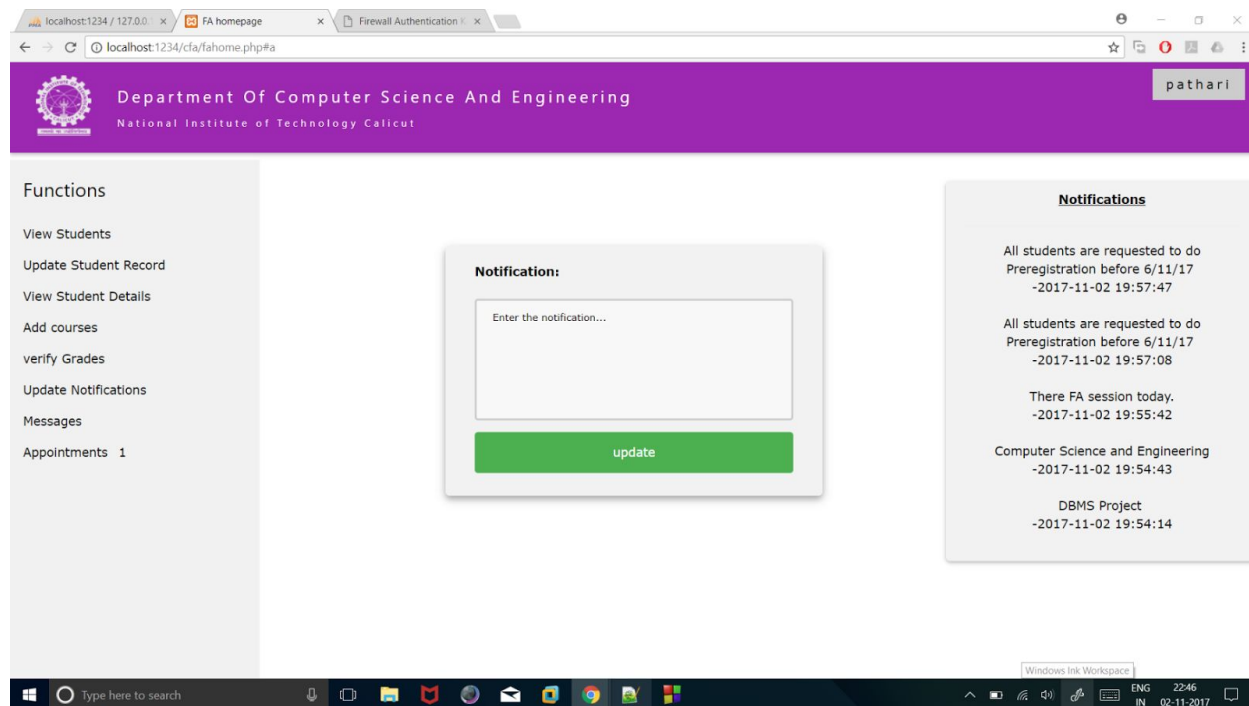 localhost:1234 / 127.0.0.
FA homepage
Firewall Authentication K
localhost:1234/cfa/fahome.php#a
Department Of Computer Science And Engineering
National Institute of Technology Calicut
pathari
Functions
View Students
Update Student Record
View Student Details
Add courses
verify Grades
Update Notifications
Messages
Appointments 1
Notification:
Enter the notification...
update
Notifications
All students are requested to do
Preregistration before 6/11/17
-2017-11-02 19:57:47
All students are requested to do
Preregistration before 6/11/17
-2017-11-02 19:57:08
There FA session today.
-2017-11-02 19:55:42
Computer Science and Engineering
-2017-11-02 19:54:43
DBMS Project
-2017-11-02 19:54:14
Windows Ink Workspace
Type here to search
ENG
IN
22:46
02-11-2017